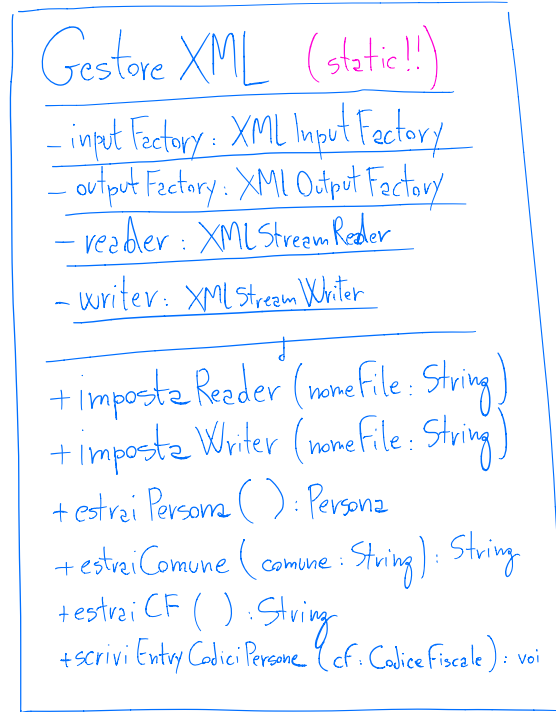 Gestore XML (static!!)
- inputFactory: XMLInputFactory
- outputFactory: XMLOutputFactory
- reader: XMLStreamReader
- writer: XMLStreamWriter
+ impostaReader (nomeFile: String)
+ impostaWriter (nomeFile: String)
+ estraiPersona ( ): Persona
+ estraiComune (comune: String): String
+ estraiCF ( ): String
+ scriviEntryCodiciPersone (cf: CodiceFiscale): voi